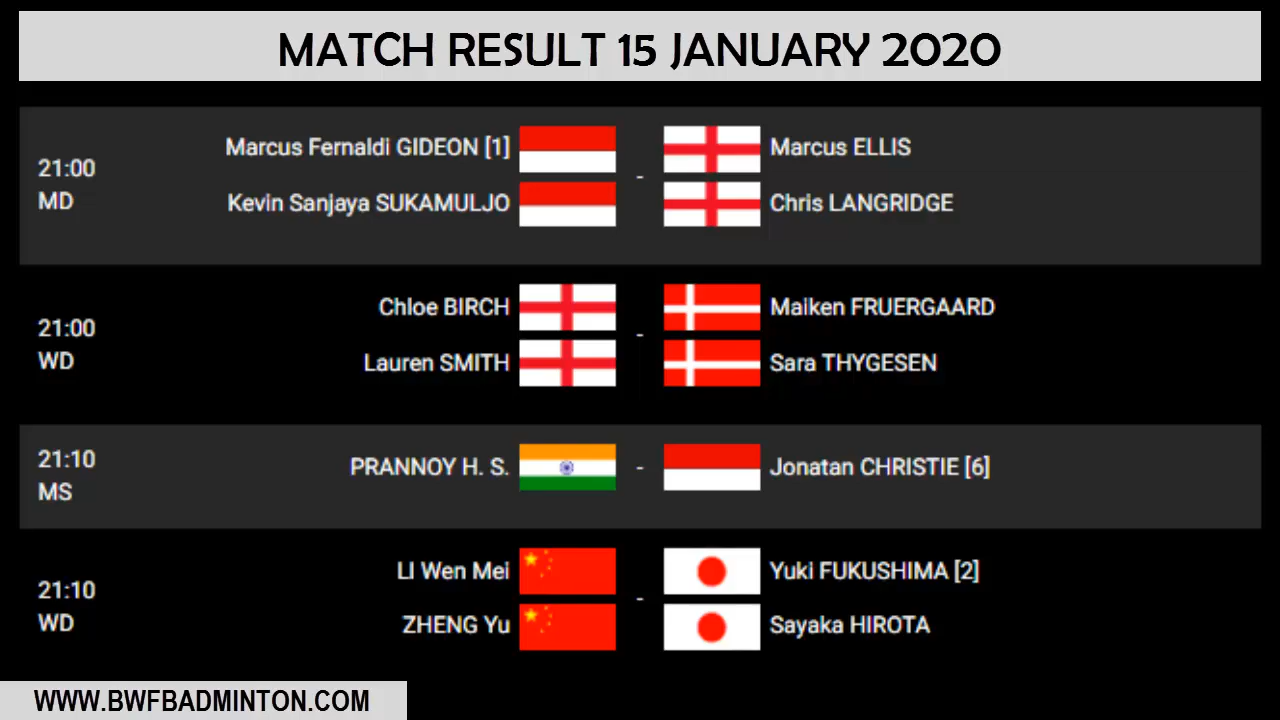 MATCH RESULT 15 JANUARY 2020
21:00
MD
Marcus Fernaldi GIDEON [1]
Kevin Sanjaya SUKAMULJO
-
Marcus ELLIS
Chris LANGRIDGE
21:00
WD
Chloe BIRCH
Lauren SMITH
-
Maiken FRUERGAARD
Sara THYGESEN
21:10
MS
PRANNOY H. S.
-
Jonatan CHRISTIE [6]
21:10
WD
LI Wen Mei
ZHENG Yu
-
Yuki FUKUSHIMA [2]
Sayaka HIROTA
WWW.BWFBADMINTON.COM